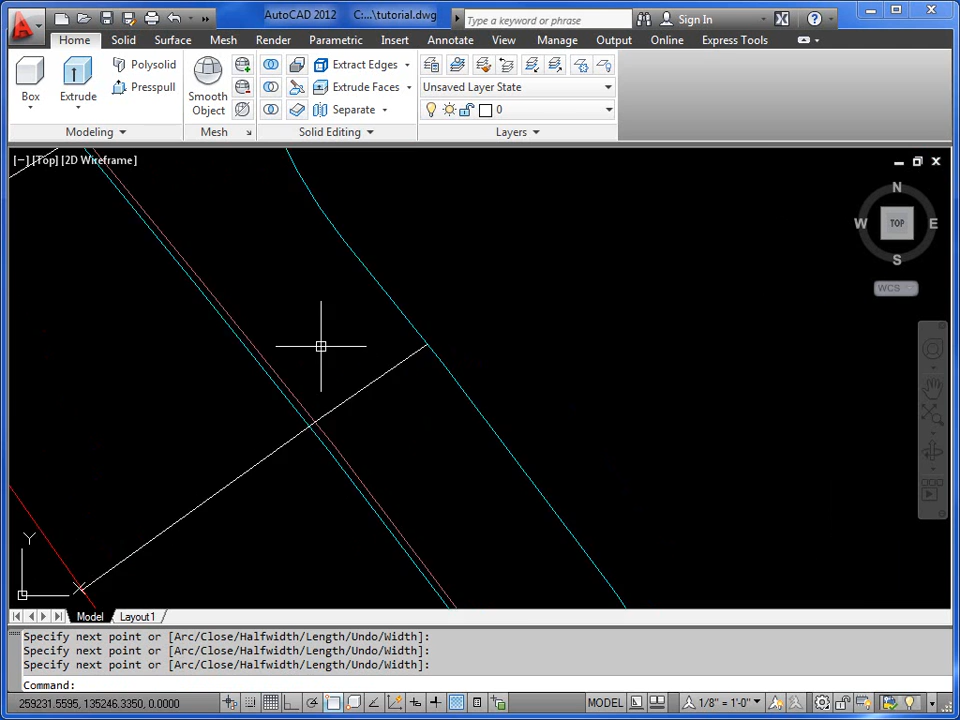 AutoCAD 2012 C:...\tutorial.dwg
Type a keyword or phrase
Sign In
Home Solid Surface Mesh Render Parametric Insert Annotate View Manage Output Online Express Tools
Polysolid
Extract Edges
Unsaved Layer State
Box
Extrude
Presspull
Smooth
Object
Extrude Faces
Separate
0
Modeling
Mesh
Solid Editing
Layers
[−] [Top] [2D Wireframe]
N
W
TOP
E
S
WCS
Y
X
Model
Layout1
Specify next point or [Arc/Close/Halfwidth/Length/Undo/Width]:
Specify next point or [Arc/Close/Halfwidth/Length/Undo/Width]:
Specify next point or [Arc/Close/Halfwidth/Length/Undo/Width]:
Command:
259231.5595, 135246.3350, 0.0000
MODEL
1/8" = 1'-0"